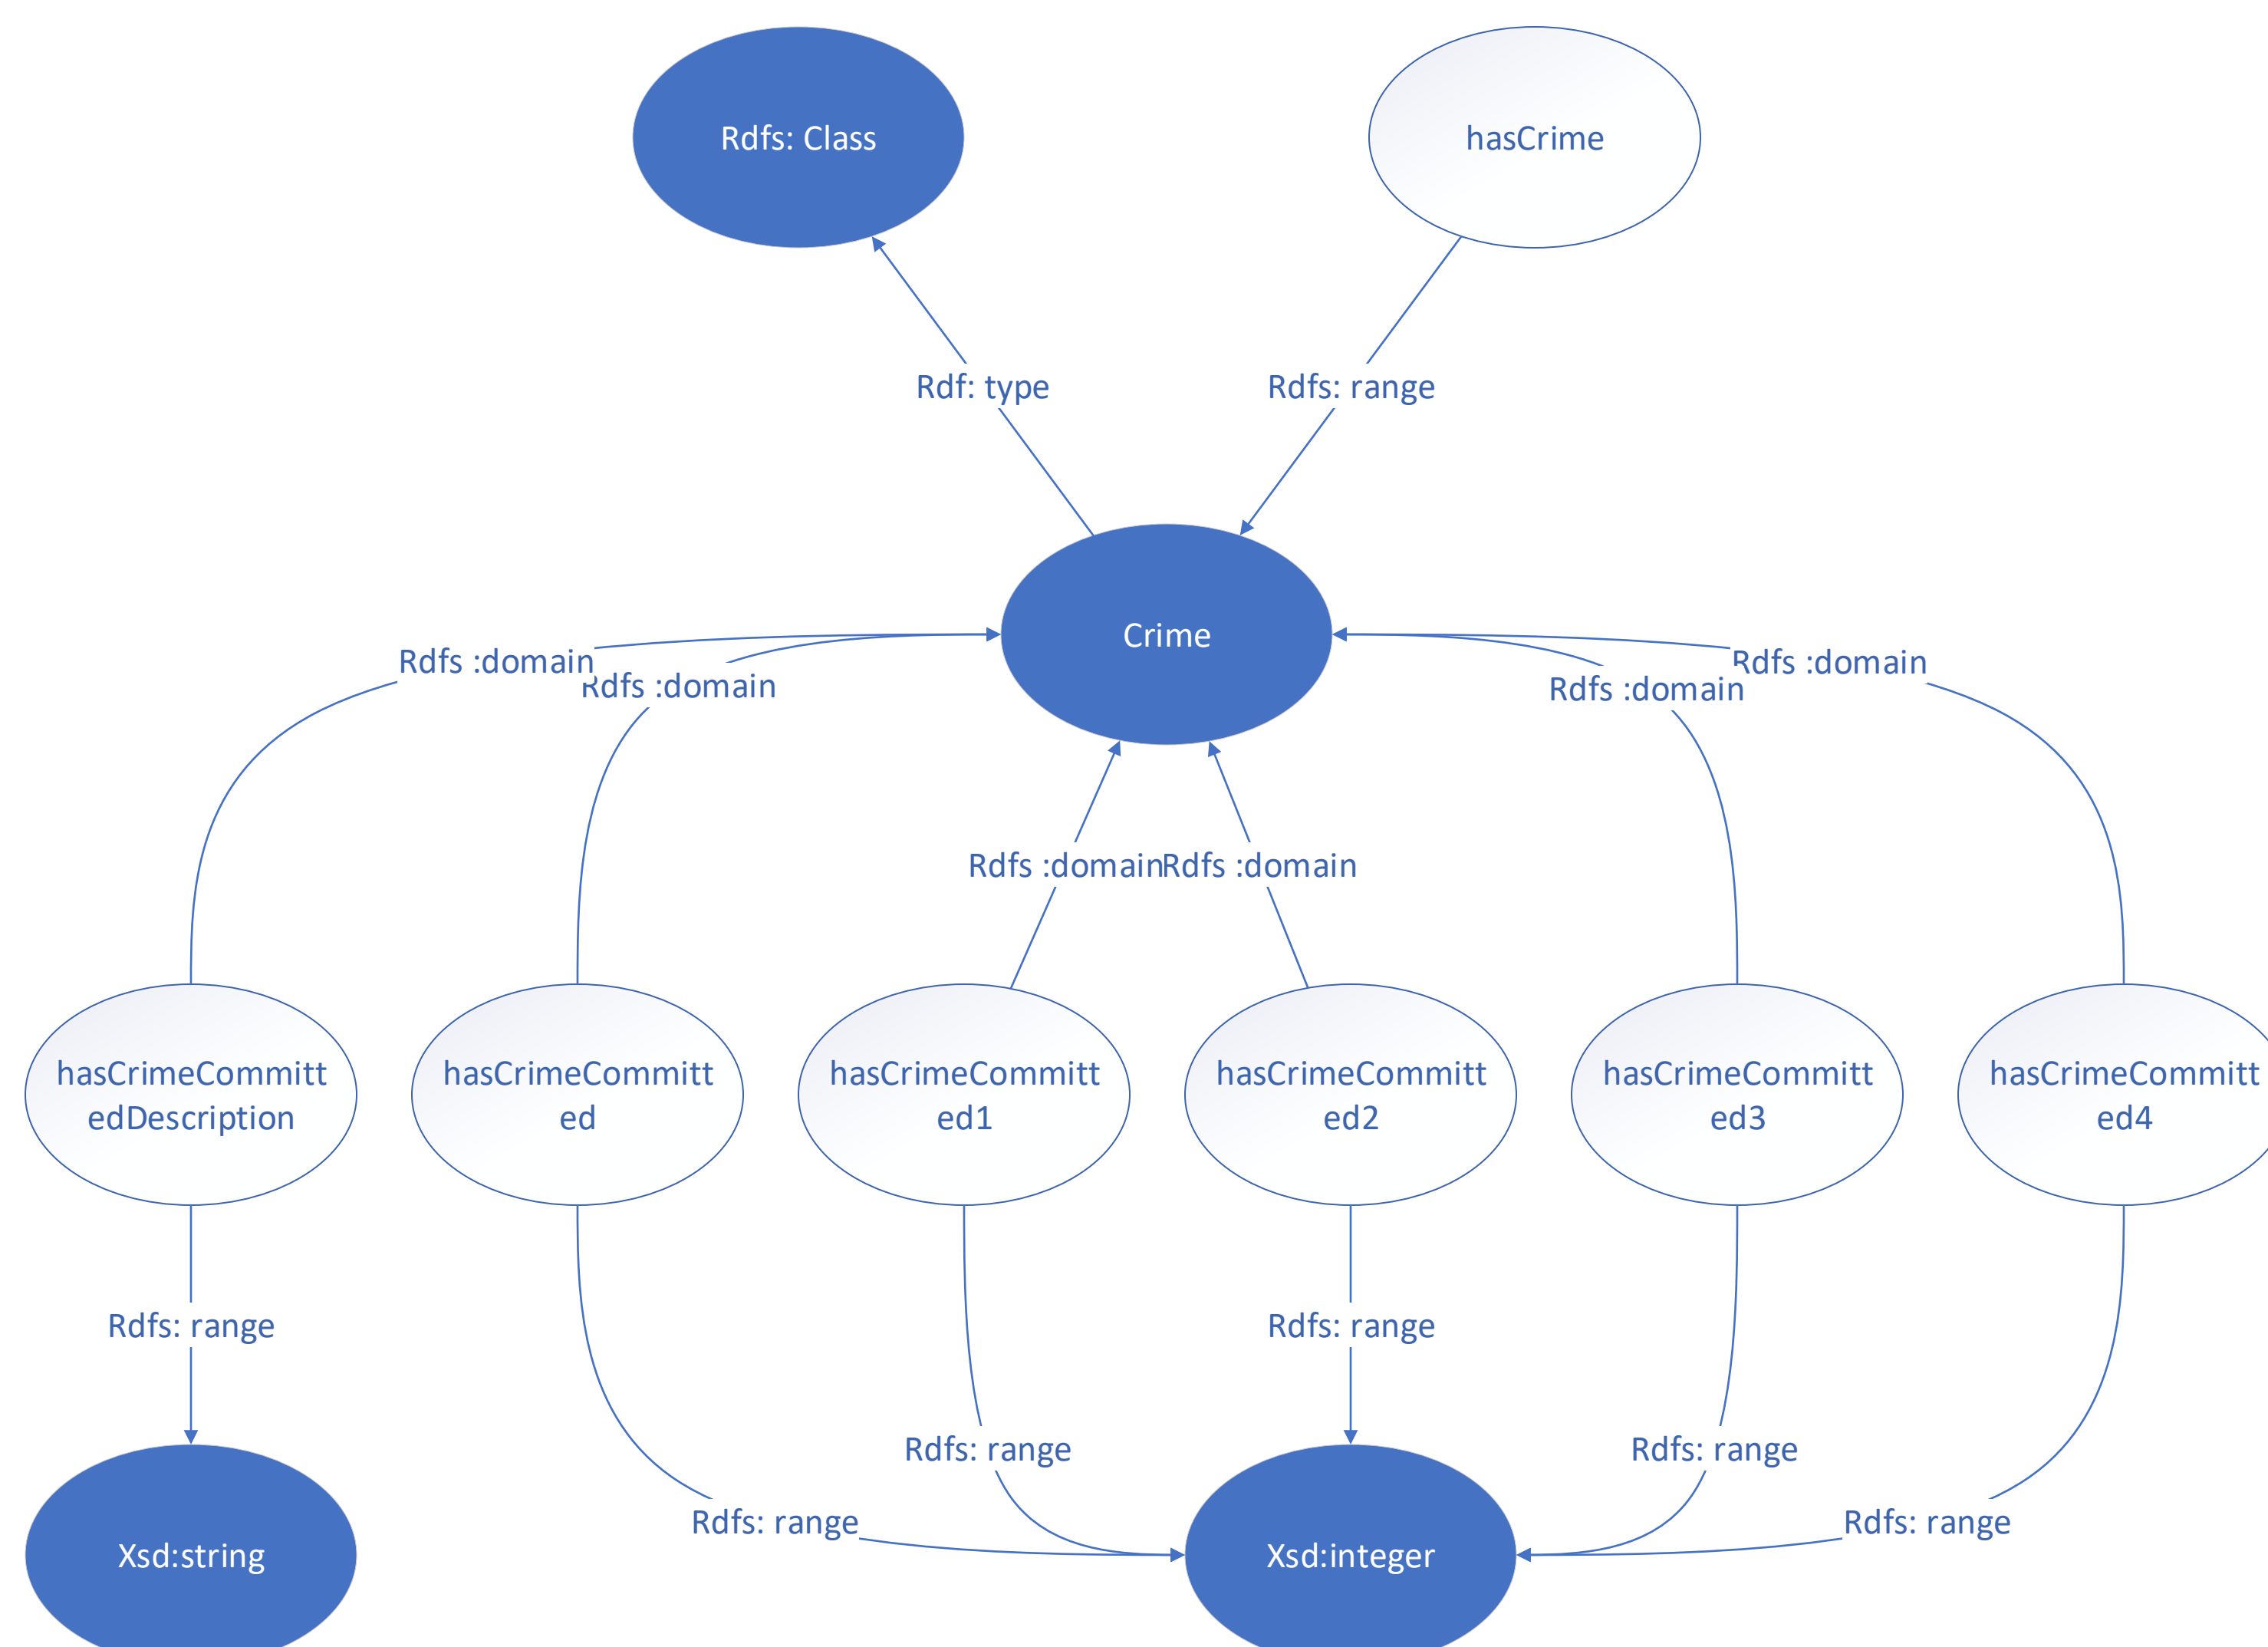 Rdfs: Class
hasCrime
Rdf: type
Rdfs: range
Crime
Rdfs :domain
Rdfs :domain
Rdfs :domain
Rdfs :domain
Rdfs :domain
Rdfs :domain
hasCrimeCommitt
edDescription
hasCrimeCommitt
ed
hasCrimeCommitt
ed1
hasCrimeCommitt
ed2
hasCrimeCommitt
ed3
hasCrimeCommitt
ed4
Rdfs: range
Rdfs: range
Rdfs: range
Rdfs: range
Rdfs: range
Rdfs: range
Xsd:string
Xsd:integer